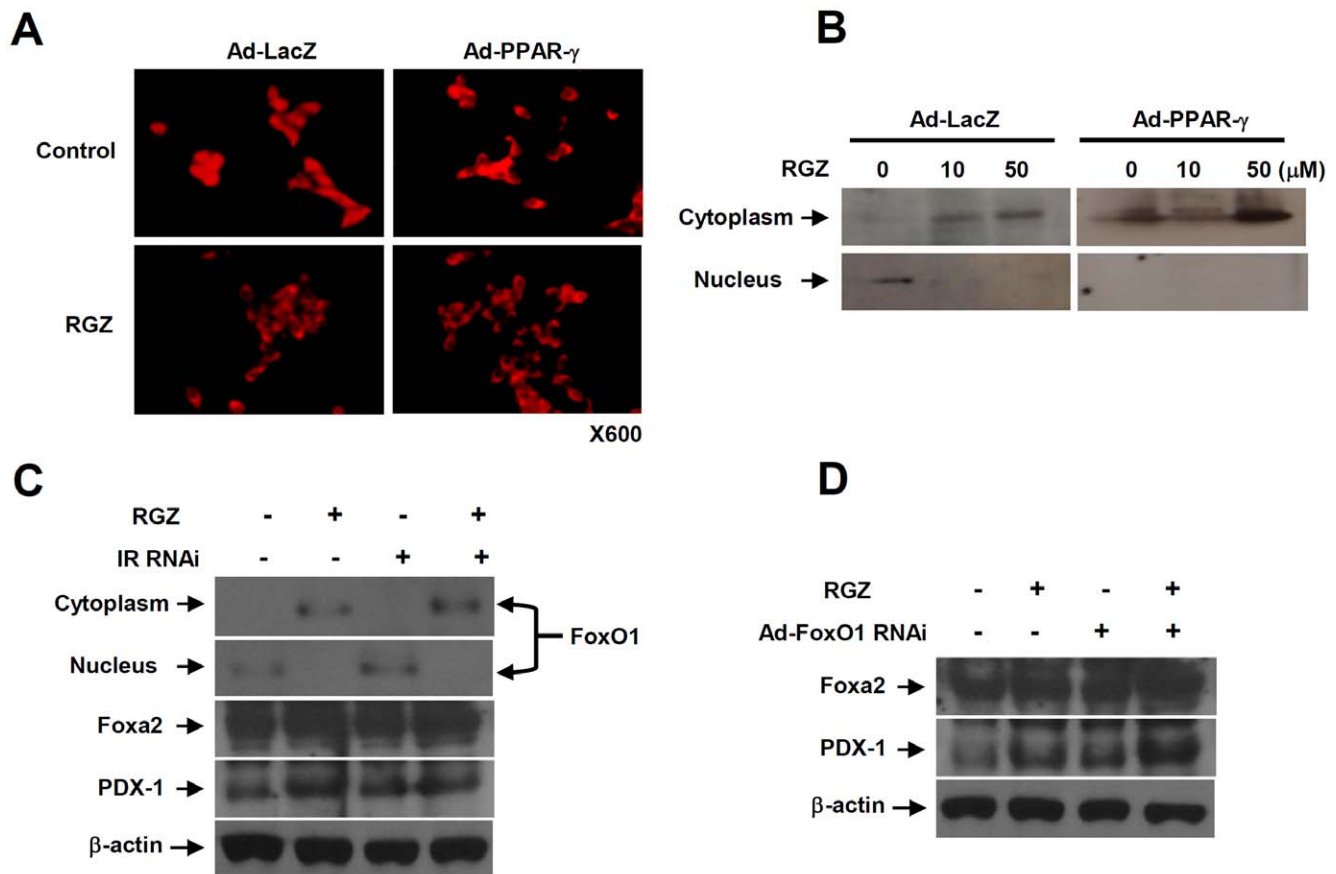 A
Ad-LacZ Ad-PPAR-γ
Control
RGZ
X600
B
Ad-LacZ Ad-PPAR-γ
RGZ 0 10 50 0 10 50 (μM)
Cytoplasm
Nucleus
C
RGZ - + - +
IR RNAi - - + +
Cytoplasm
FoxO1
Nucleus
Foxa2
PDX-1
β-actin
D
RGZ - + - +
Ad-FoxO1 RNAi - - + +
Foxa2
PDX-1
β-actin